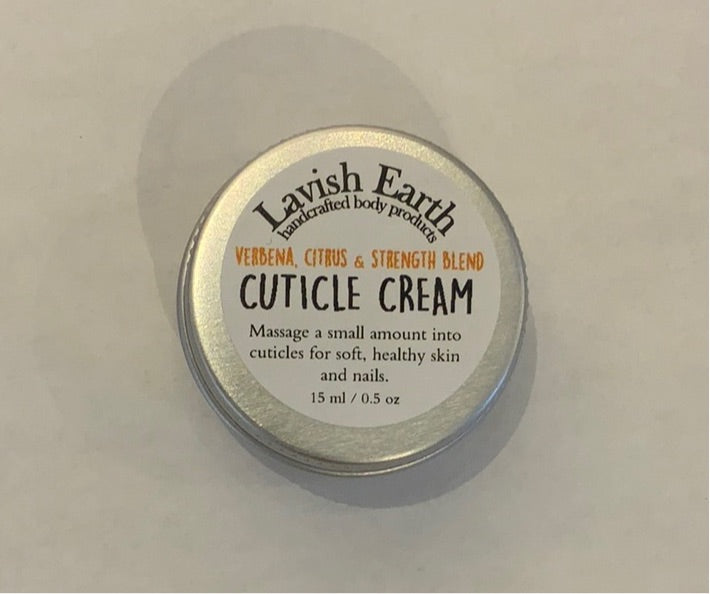 Lavish Earth
handcrafted body products
VERBENA, CITRUS & STRENGTH BLEND
CUTICLE CREAM
Massage a small amount into
cuticles for soft, healthy skin
and nails.
15 ml / 0.5 oz